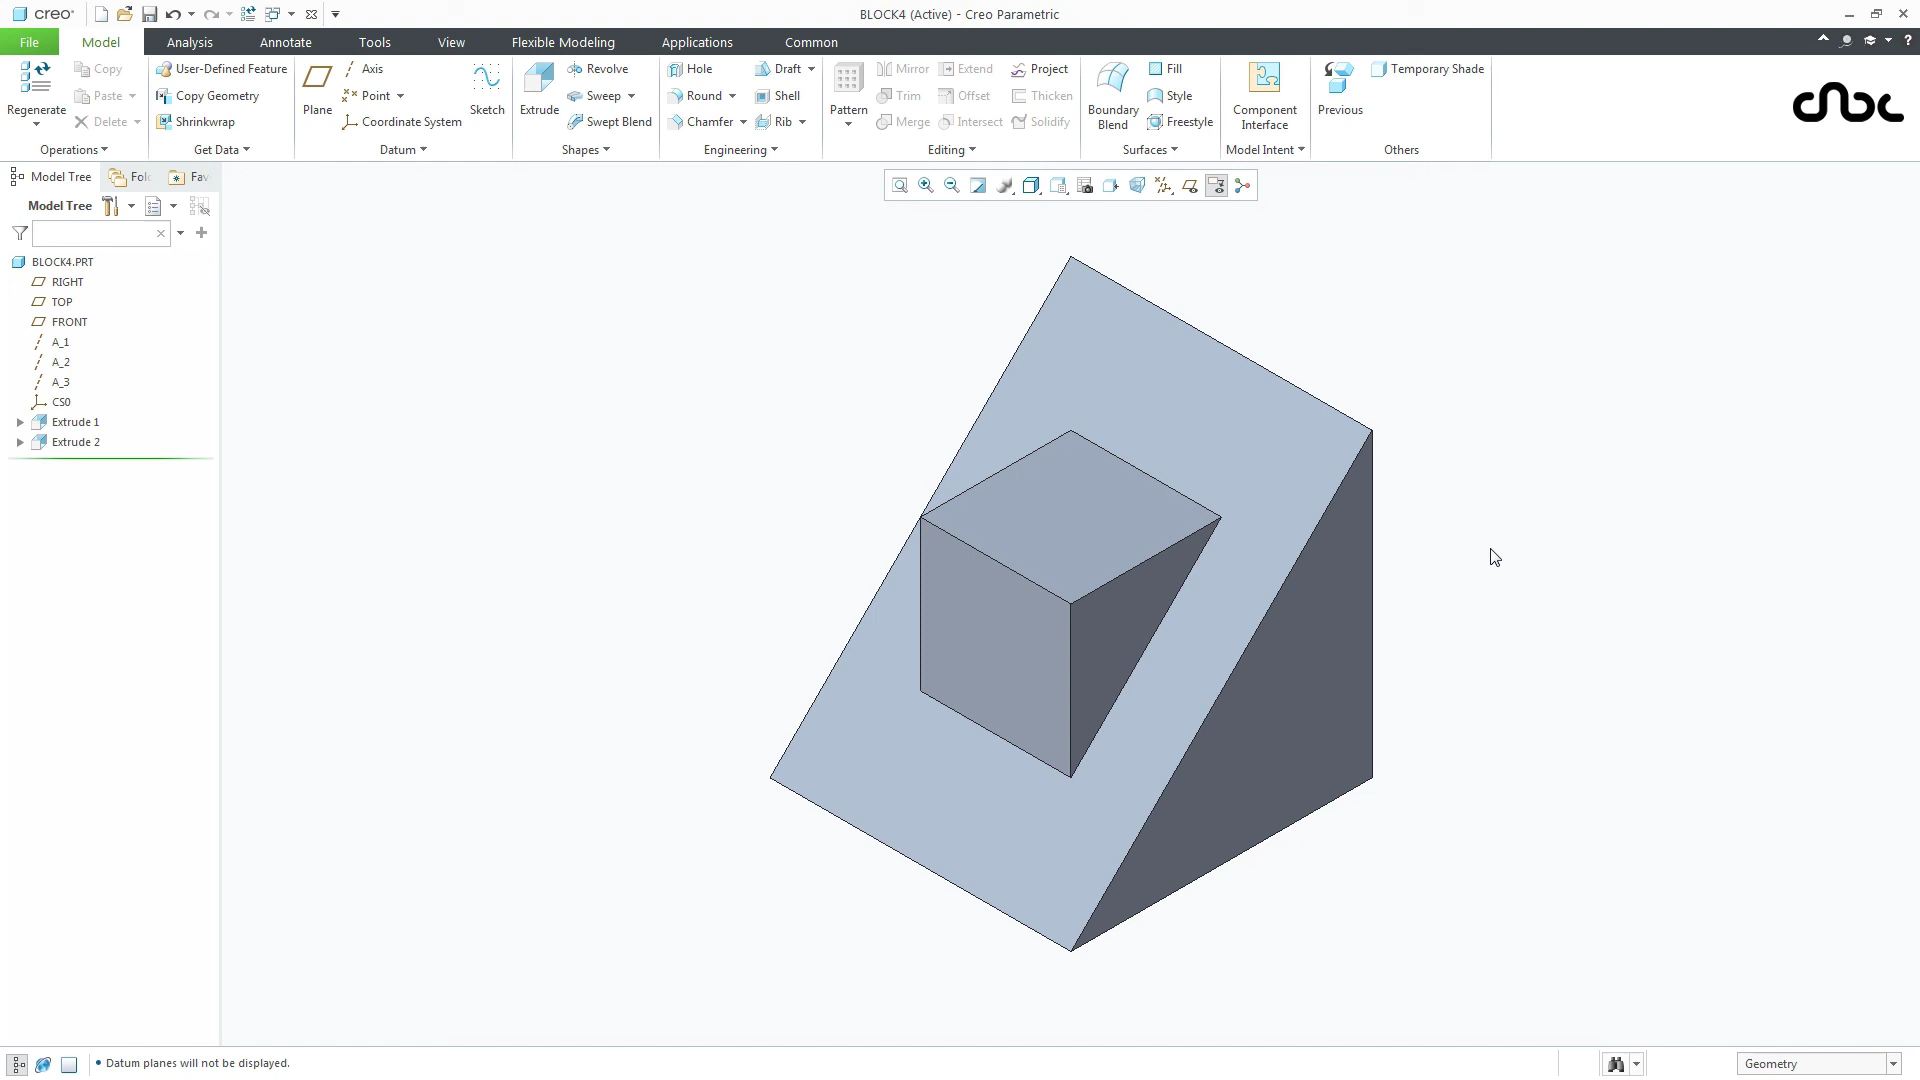 creo
BLOCK4 (Active) - Creo Parametric
File
Model
Analysis
Annotate
Tools
View
Flexible Modeling
Applications
Common
?
Regenerate
Copy
Paste
Delete
Operations
User-Defined Feature
Copy Geometry
Shrinkwrap
Get Data
Plane
Axis
Point
Coordinate System
Sketch
Datum
Extrude
Revolve
Sweep
Swept Blend
Shapes
Hole
Round
Chamfer
Draft
Shell
Rib
Engineering
Pattern
Mirror
Trim
Merge
Extend
Offset
Intersect
Project
Thicken
Solidify
Editing
Boundary
Blend
Fill
Style
Freestyle
Surfaces
Component
Interface
Model Intent
Previous
Temporary Shade
Others
Model Tree
Fol
Fav
Model Tree
BLOCK4.PRT
RIGHT
TOP
FRONT
A_1
A_2
A_3
CS0
Extrude 1
Extrude 2
• Datum planes will not be displayed.
Geometry